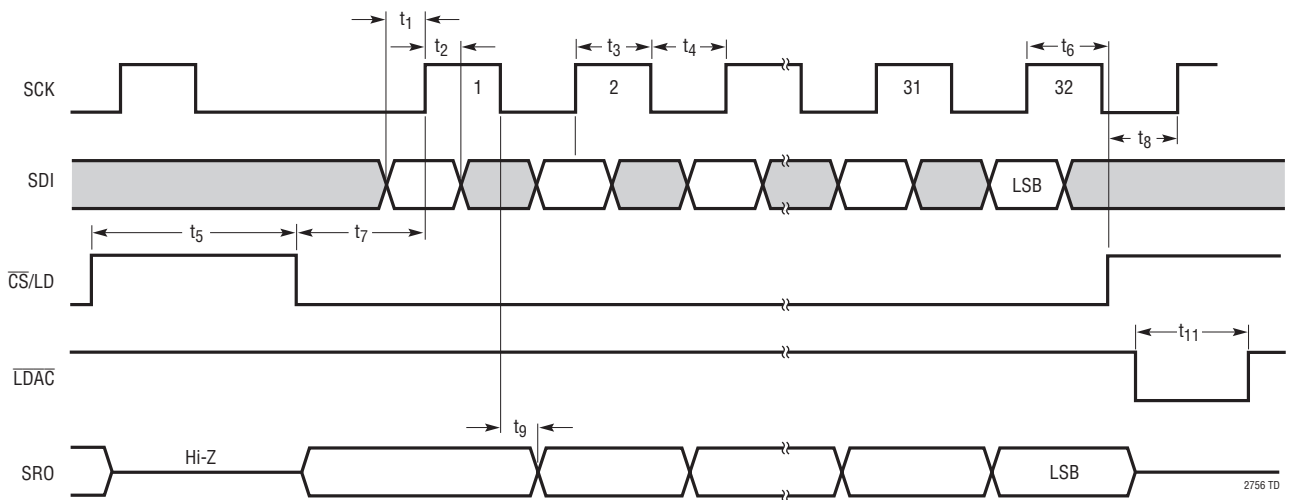 t1
t2
t3
t4
t6
SCK
1
2
31
32
t8
SDI
LSB
t5
t7
CS/LD
t11
LDAC
t9
SRO
Hi-Z
LSB
2756 TD